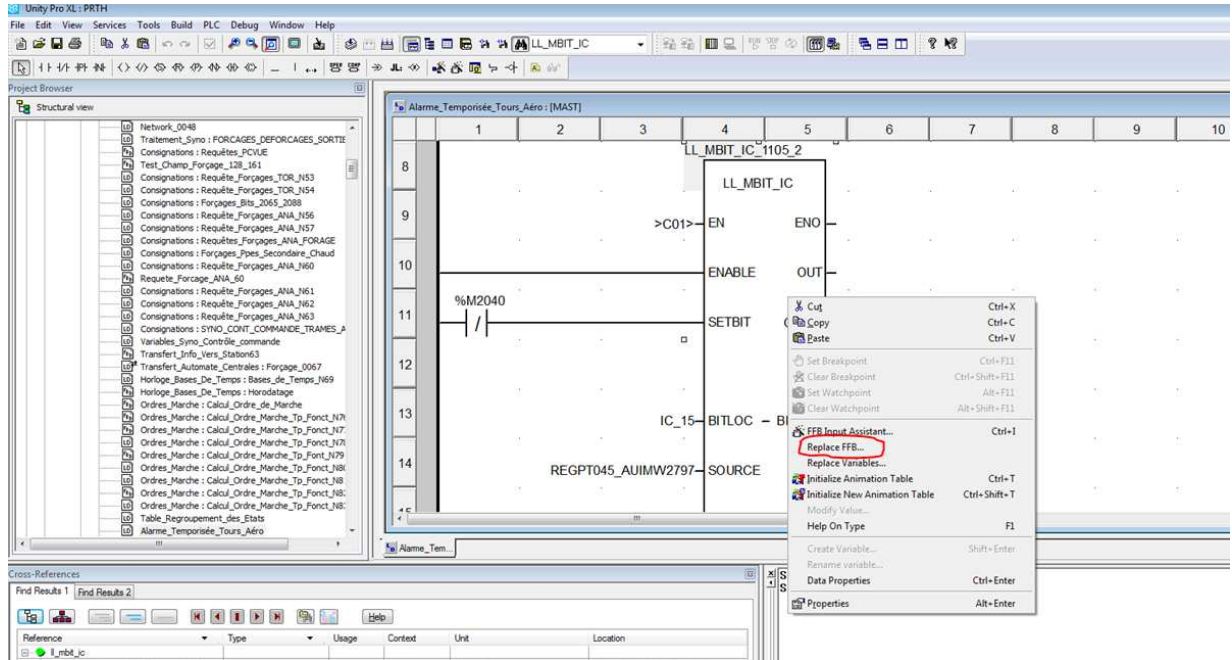 Unity Pro XL : PRTH
File Edit View Services Tools Build PLC Debug Window Help
LL_MBIT_IC
Project Browser
Structural view
Network_0048
Traitement_Syno : FORCAGES_DEFORCAGES_SORTIE
Consignations : Requêtes_PCVUE
Test_Champ_Forçage_128_161
Consignations : Requête_Forçages_TOR_N53
Consignations : Requête_Forçages_TOR_N54
Consignations : Forçages_Bits_2065_2088
Consignations : Requête_Forçages_ANA_N56
Consignations : Requête_Forçages_ANA_N57
Consignations : Requêtes_Forçages_ANA_FORAGE
Consignations : Forçages_Ppes_Secondaire_Chaud
Consignations : Requête_Forçages_ANA_N60
Requete_Forcage_ANA_60
Consignations : Requête_Forçages_ANA_N61
Consignations : Requête_Forçages_ANA_N62
Consignations : Requête_Forçages_ANA_N63
Consignations : SYNO_CONT_COMMANDE_TRAMES_A
Variables_Syno_Contrôle_commande
Transfert_Info_Vers_Station63
Transfert_Automate_Centrales : Forçage_0067
Horloge_Bases_De_Temps : Bases_de_Temps_N69
Horloge_Bases_De_Temps : Horodatage
Ordres_Marche : Calcul_Ordre_de_Marche
Ordres_Marche : Calcul_Ordre_Marche_Tp_Fonct_N7
Ordres_Marche : Calcul_Ordre_Marche_Tp_Fonct_N7
Ordres_Marche : Calcul_Ordre_Marche_Tp_Fonct_N7
Ordres_Marche : Calcul_Ordre_Marche_Tp_Font_N79
Ordres_Marche : Calcul_Ordre_Marche_Tp_Fonct_N8
Ordres_Marche : Calcul_Ordre_Marche_Tp_Fonct_N8
Ordres_Marche : Calcul_Ordre_Marche_Tp_Fonct_N8
Ordres_Marche : Calcul_Ordre_Marche_Tp_Fonct_N8
Table_Regroupement_des_Etats
Alarme_Temporisée_Tours_Aéro
Alarme_Temporisée_Tours_Aéro : [MAST]
1 2 3 4 5 6 7 8 9 10
LL_MBIT_IC_1105_2
8
LL_MBIT_IC
9
>C01> EN ENO
10
ENABLE OUT
%M2040
11
SETBIT
12
13
IC_15 BITLOC
14
REGPT045_AUIMW2797 SOURCE
Alarme_Tem...
Cut Ctrl+X
Copy Ctrl+C
Paste Ctrl+V
Set Breakpoint Ctrl+F11
Clear Breakpoint Ctrl+Shift+F11
Set Watchpoint Alt+F11
Clear Watchpoint Alt+Shift+F11
FFB Input Assistant... Ctrl+I
Replace FFB...
Replace Variables...
Initialize Animation Table Ctrl+T
Initialize New Animation Table Ctrl+Shift+T
Modify Value...
Help On Type F1
Create Variable... Shift+Enter
Rename variable...
Data Properties Ctrl+Enter
Properties Alt+Enter
Cross-References
Find Results 1 Find Results 2
Help
Reference Type Usage Context Unit Location
ll_mbit_ic